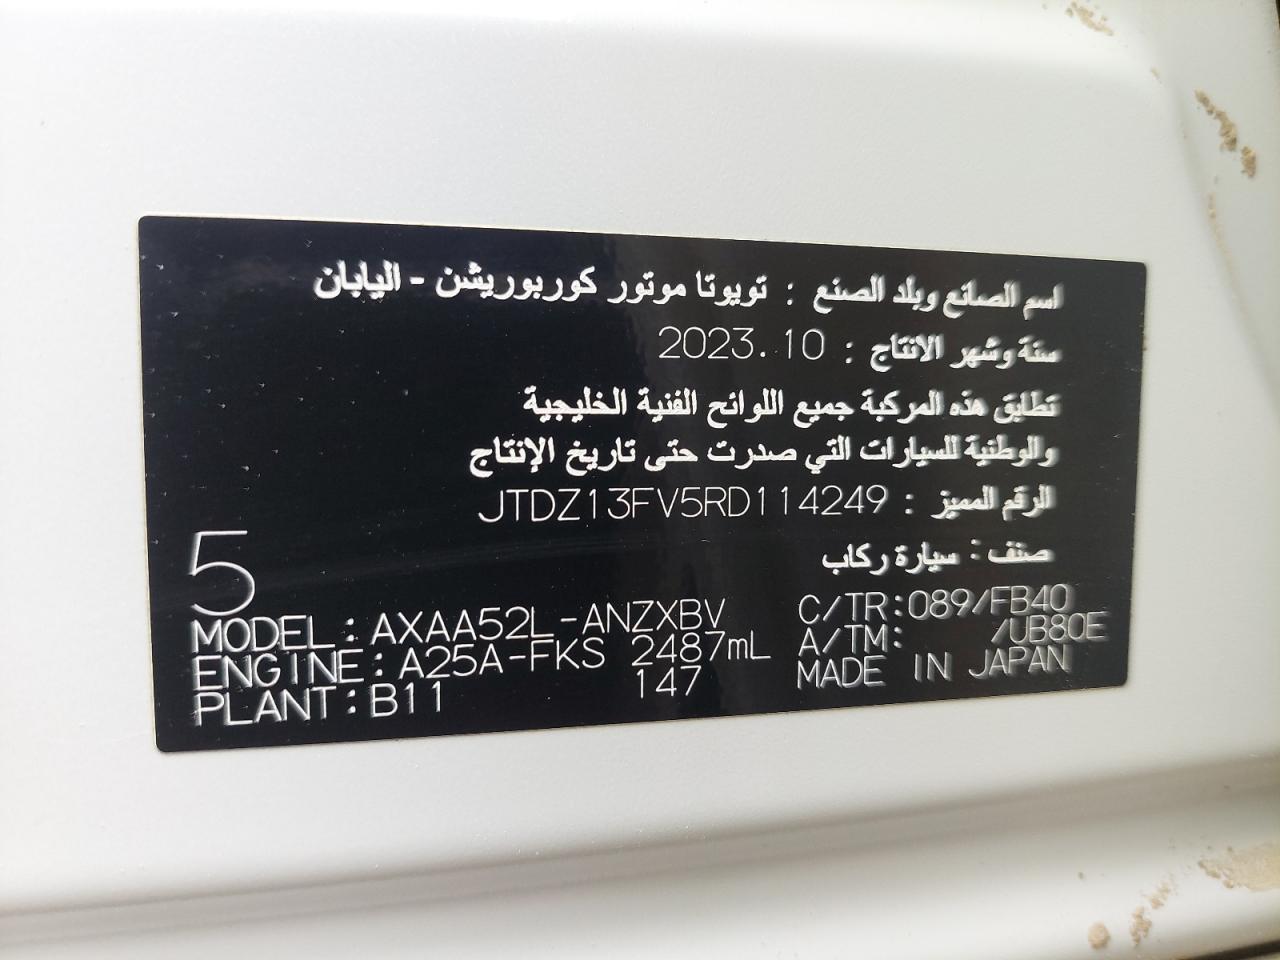 اسم الصانع وبلد الصنع : تويوتا موتور كوربوريشن - اليابان
سنة وشهر الانتاج : 2023.10
تطابق هذه المركبة جميع اللوائح الفنية الخليجية
والوطنية للسيارات التي صدرت حتى تاريخ الإنتاج
الرقم المميز : JTDZ13FV5RD114249
صنف : سيارة ركاب
5
MODEL: AXAA52L-ANZXBV C/TR:089/FB40
ENGINE: A25A-FKS 2487mL A/TM: /UB80E
PLANT: B11 147 MADE IN JAPAN